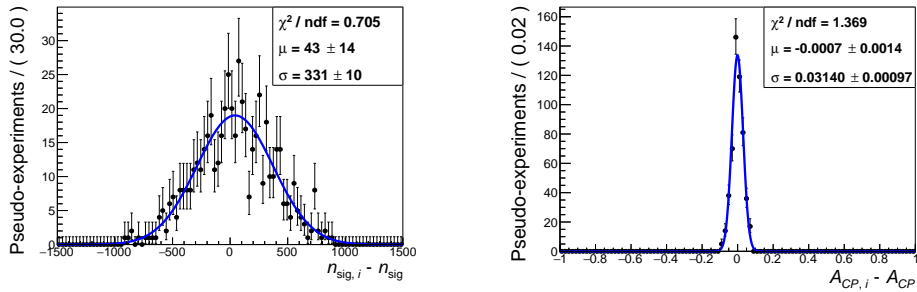 Pseudo-experiments / ( 30.0 )
30
25
20
15
10
5
0
−1500 −1000 −500 0 500 1000 1500
n_sig, i - n_sig
χ² / ndf = 0.705
μ = 43 ± 14
σ = 331 ± 10
Pseudo-experiments / ( 0.02 )
160
140
120
100
80
60
40
20
0
−1 −0.8 −0.6 −0.4 −0.2 0 0.2 0.4 0.6 0.8 1
A_CP, i - A_CP
χ² / ndf = 1.369
μ = -0.0007 ± 0.0014
σ = 0.03140 ± 0.00097